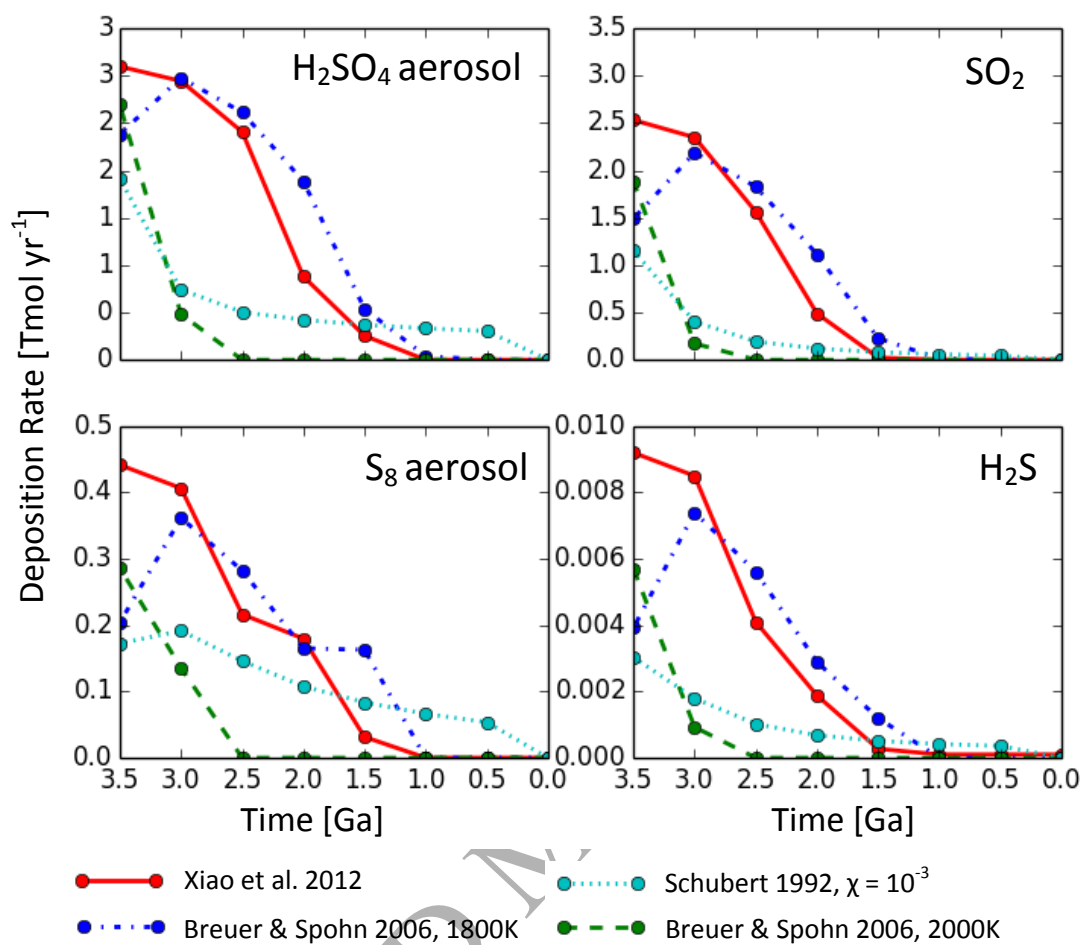 H₂SO₄ aerosol
3
3
2
2
1
1
0
0
SO₂
3.5
3.0
2.5
2.0
1.5
1.0
0.5
0.0
Deposition Rate [Tmol yr⁻¹]
S₈ aerosol
0.5
0.4
0.3
0.2
0.1
0.0
3.5 3.0 2.5 2.0 1.5 1.0 0.5 0.0
Time [Ga]
H₂S
0.010
0.008
0.006
0.004
0.002
0.000
3.5 3.0 2.5 2.0 1.5 1.0 0.5 0.0
Time [Ga]
Xiao et al. 2012
Schubert 1992, χ = 10⁻³
Breuer & Spohn 2006, 1800K
Breuer & Spohn 2006, 2000K